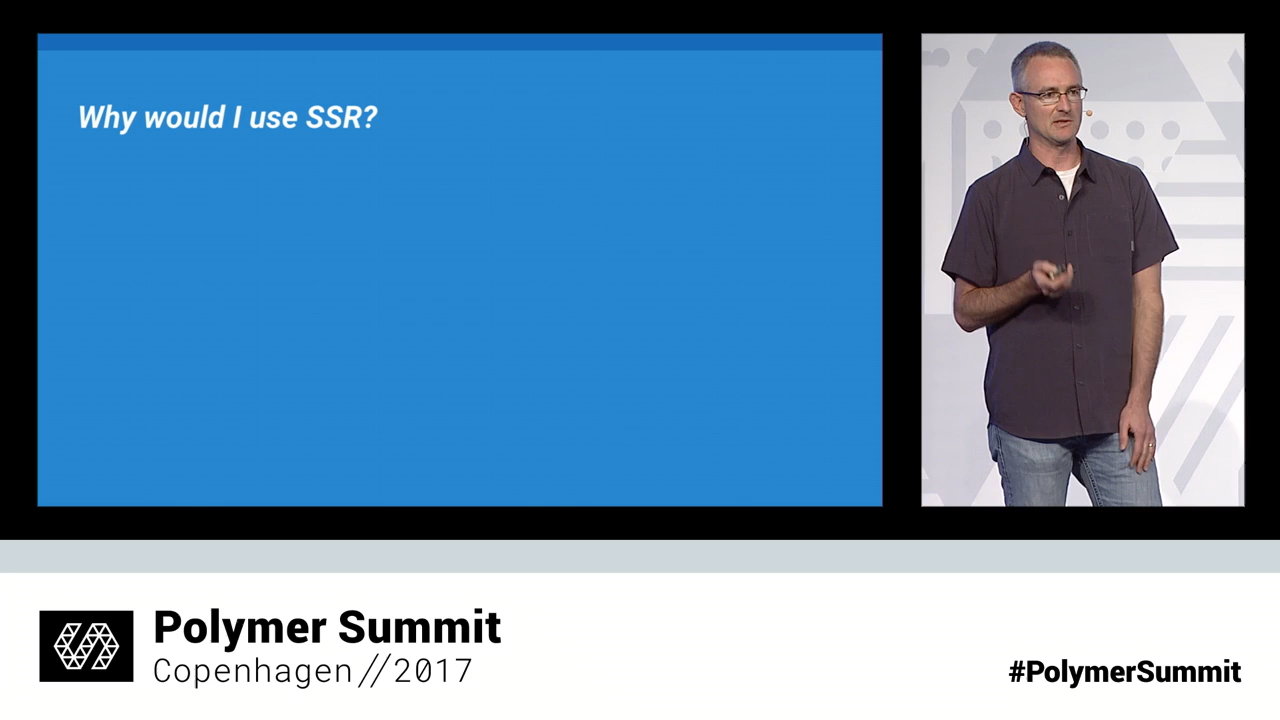 Why would I use SSR?
Polymer Summit
Copenhagen//2017
#PolymerSummit